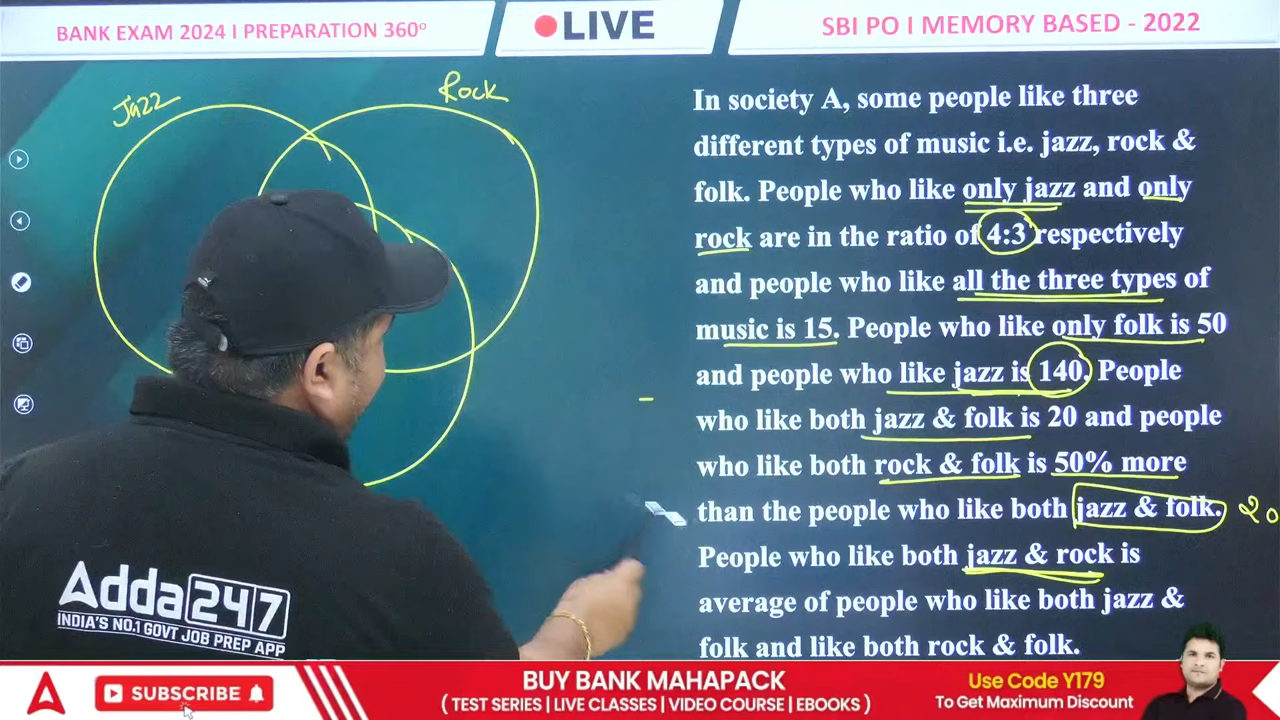 BANK EXAM 2024 I PREPARATION 360°
LIVE
SBI PO I MEMORY BASED - 2022
Jazz
Rock
In society A, some people like three
different types of music i.e. jazz, rock &
folk. People who like only jazz and only
rock are in the ratio of 4:3 respectively
and people who like all the three types of
music is 15. People who like only folk is 50
and people who like jazz is 140. People
who like both jazz & folk is 20 and people
who like both rock & folk is 50% more
than the people who like both jazz & folk. 20
People who like both jazz & rock is
average of people who like both jazz &
folk and like both rock & folk.
Adda247
INDIA'S NO.1 GOVT JOB PREP APP
SUBSCRIBE
BUY BANK MAHAPACK
( TEST SERIES | LIVE CLASSES | VIDEO COURSE | EBOOKS )
Use Code Y179
To Get Maximum Discount